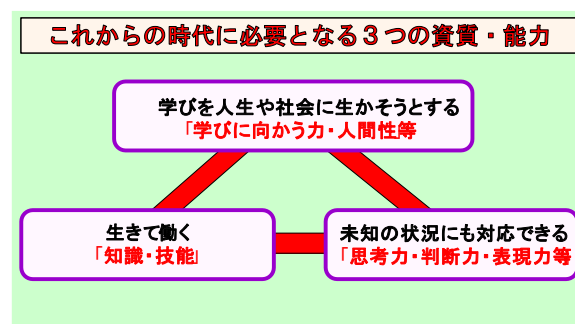 これからの時代に必要となる３つの資質・能力
学びを人生や社会に生かそうとする
「学びに向かう力・人間性等
生きて働く
「知識・技能」
未知の状況にも対応できる
「思考力・判断力・表現力等